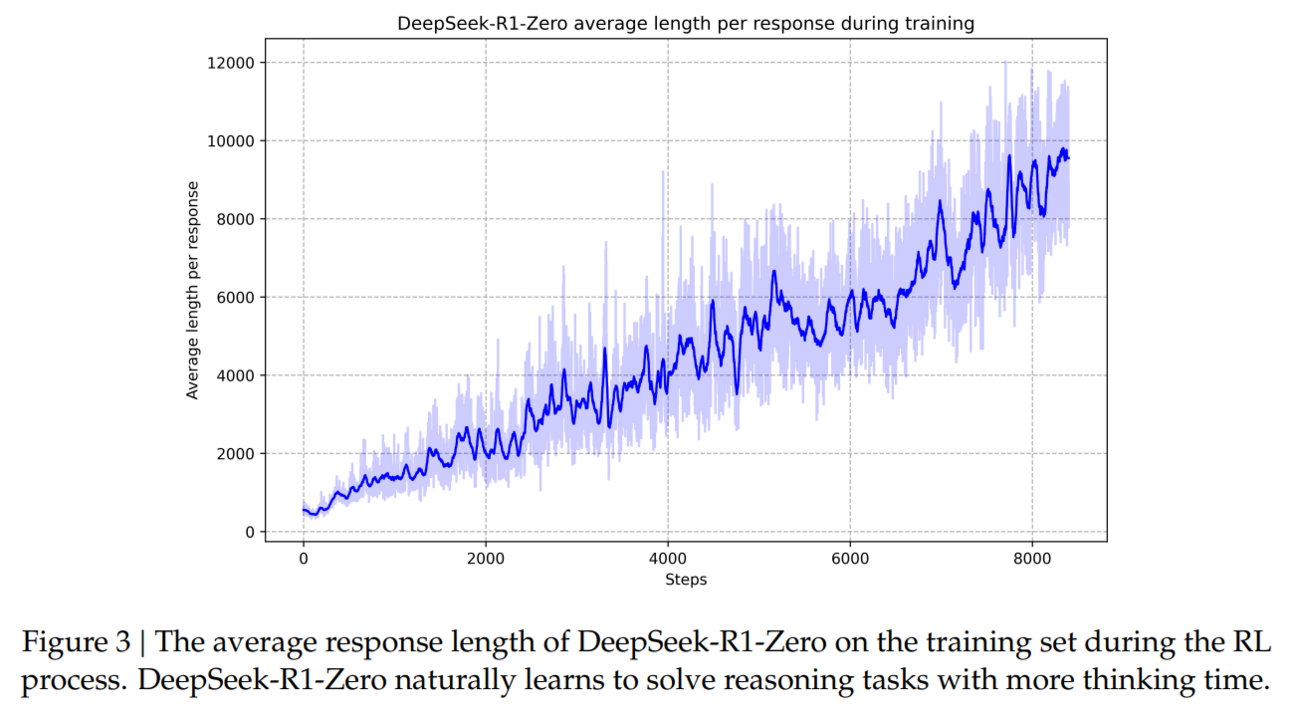 DeepSeek-R1-Zero average length per response during training
12000
10000
8000
6000
4000
2000
0
Average length per response
0 2000 4000 6000 8000
Steps
Figure 3 | The average response length of DeepSeek-R1-Zero on the training set during the RL
process. DeepSeek-R1-Zero naturally learns to solve reasoning tasks with more thinking time.